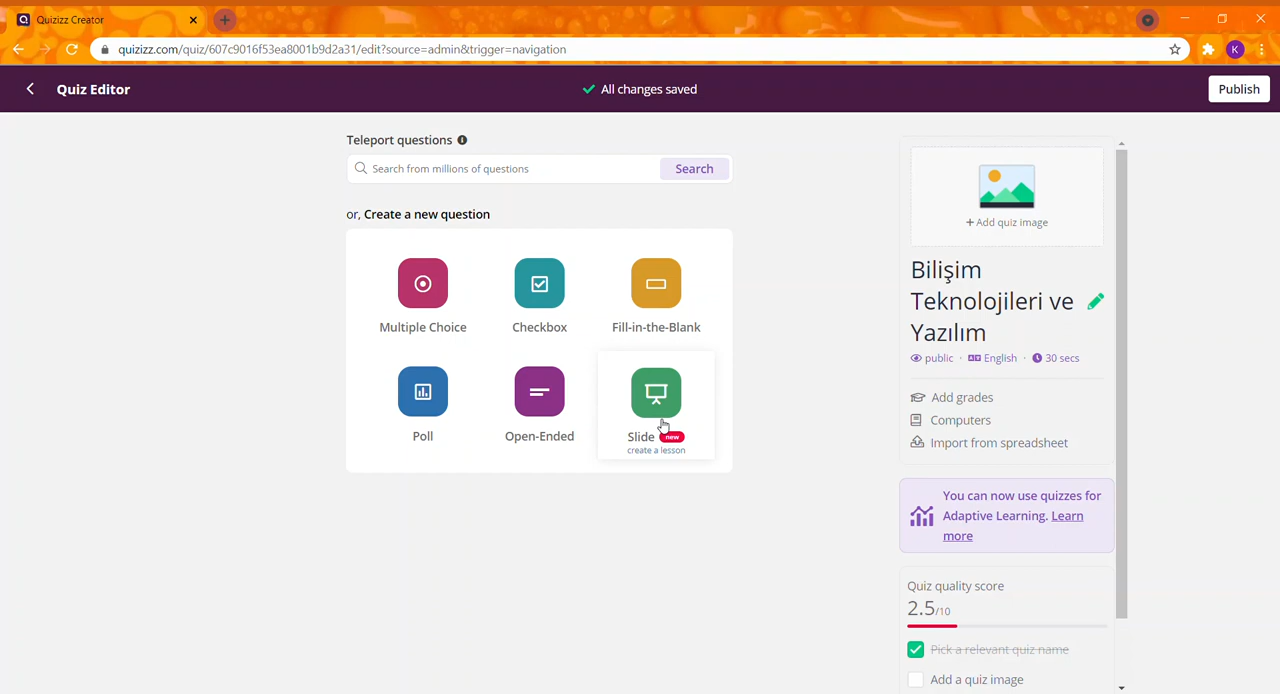 Quizizz Creator
quizizz.com/quiz/607c9016f53ea8001b9d2a31/edit?source=admin&trigger=navigation
K
Quiz Editor
All changes saved
Publish
Teleport questions
Search from millions of questions
Search
or, Create a new question
Multiple Choice
Checkbox
Fill-in-the-Blank
Poll
Open-Ended
Slide new
create a lesson
+ Add quiz image
Bilişim
Teknolojileri ve
Yazılım
public · English · 30 secs
Add grades
Computers
Import from spreadsheet
You can now use quizzes for
Adaptive Learning. Learn
more
Quiz quality score
2.5/10
Pick a relevant quiz name
Add a quiz image